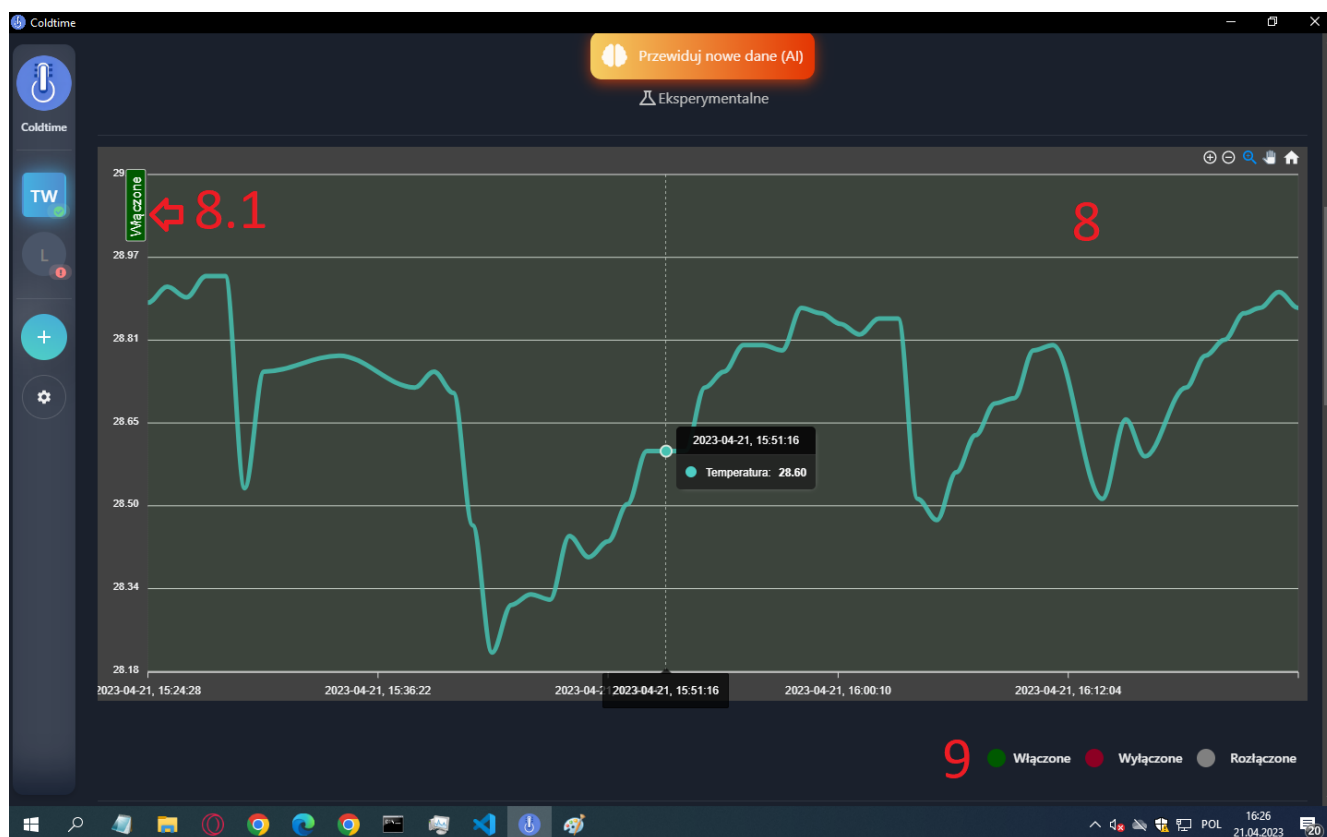 Coldtime
Przewiduj nowe dane (AI)
Eksperymentalne
Coldtime
TW
L
29.
Włączone
8.1
8
28.97
28.81
28.65
28.50
28.34
28.18
2023-04-21, 15:51:16
Temperatura: 28.60
2023-04-21, 15:24:28
2023-04-21, 15:36:22
2023-04-2
2023-04-21, 15:51:16
2023-04-21, 16:00:10
2023-04-21, 16:12:04
9
Włączone
Wyłączone
Rozłączone
POL
16:26
21.04.2023
20